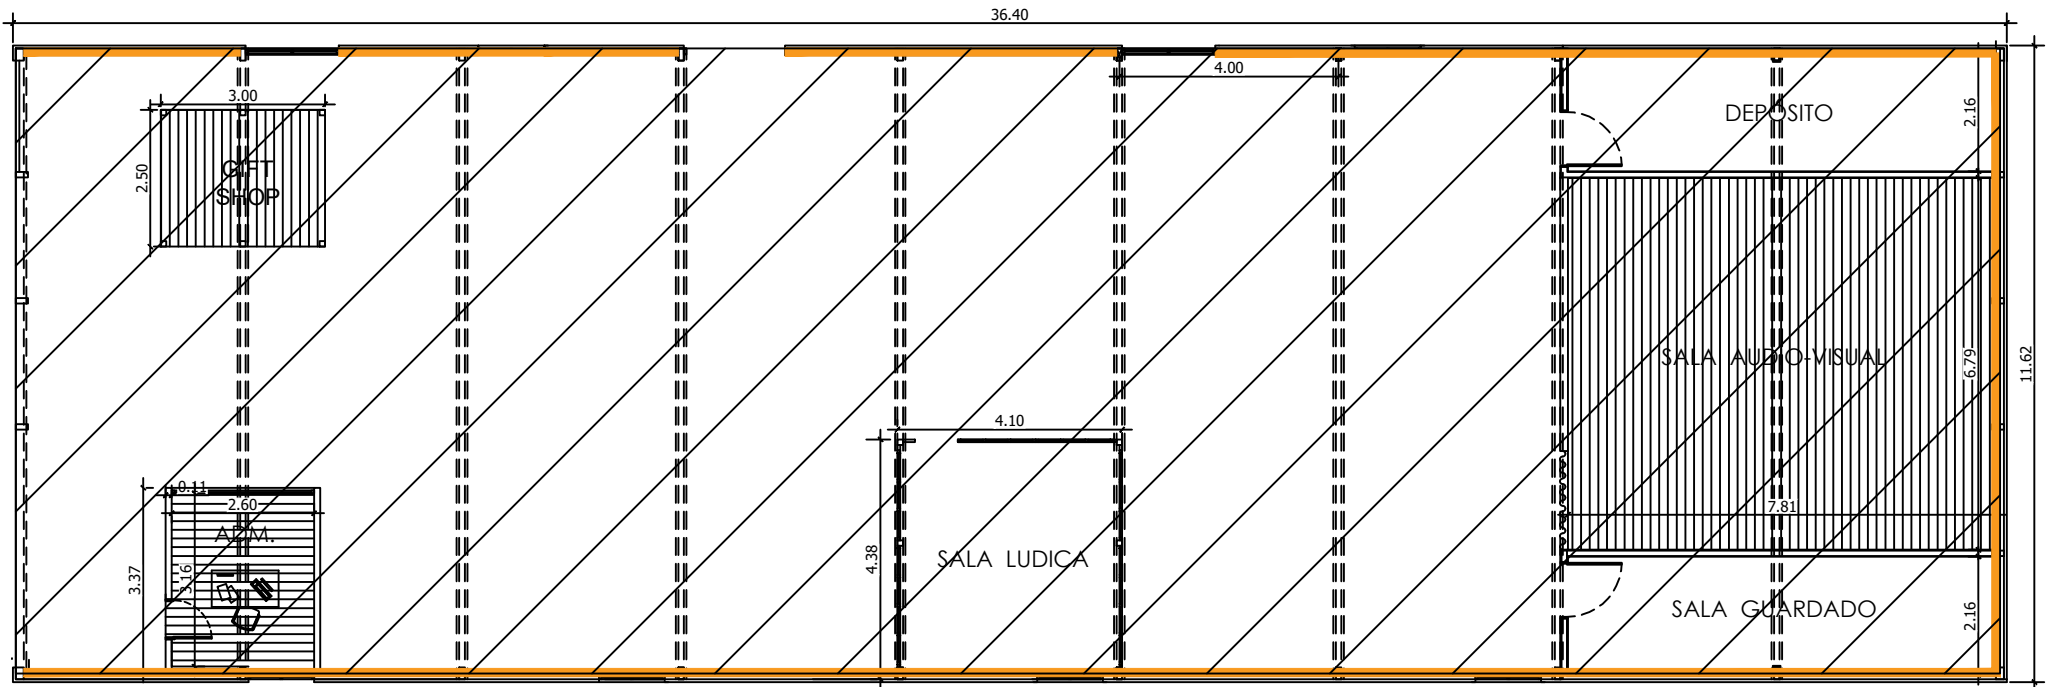 36.40
4.00
3.00
DEPÓSITO
2.16
2.50
GIFT
SHOP
SALA AUDIO-VISUAL
6.79
11.62
4.10
0.11
2.60
7.81
ADM.
4.38
SALA LUDICA
3.37
3.16
SALA GUARDADO
2.16